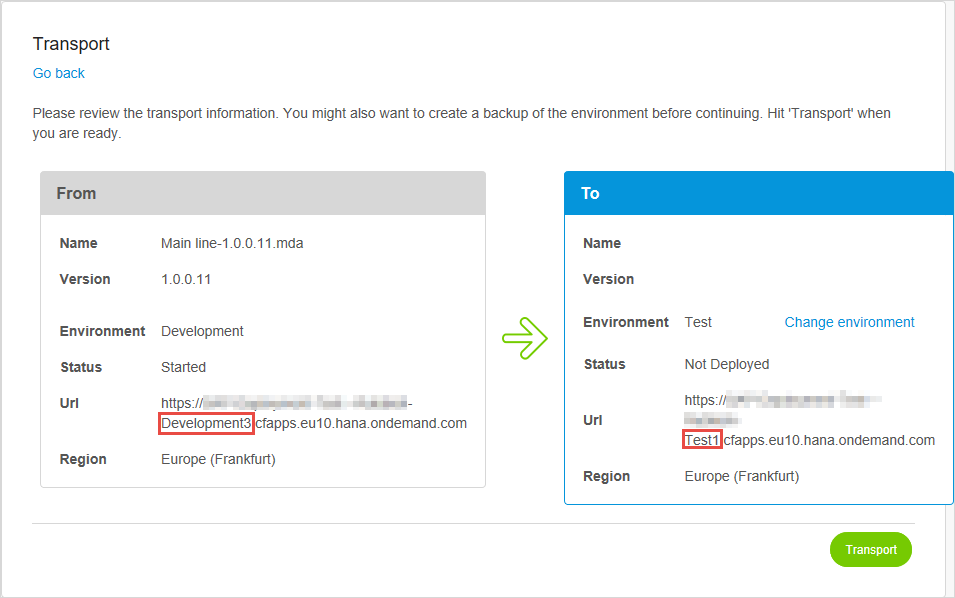 Transport
Go back
Please review the transport information. You might also want to create a backup of the environment before continuing. Hit 'Transport' when
you are ready.
From
Name Main line-1.0.0.11.mda
Version 1.0.0.11
Environment Development
Status Started
Url https://
Development3.cfapps.eu10.hana.ondemand.com
Region Europe (Frankfurt)
To
Name
Version
Environment Test Change environment
Status Not Deployed
https://
Url
Test1.cfapps.eu10.hana.ondemand.com
Region Europe (Frankfurt)
Transport